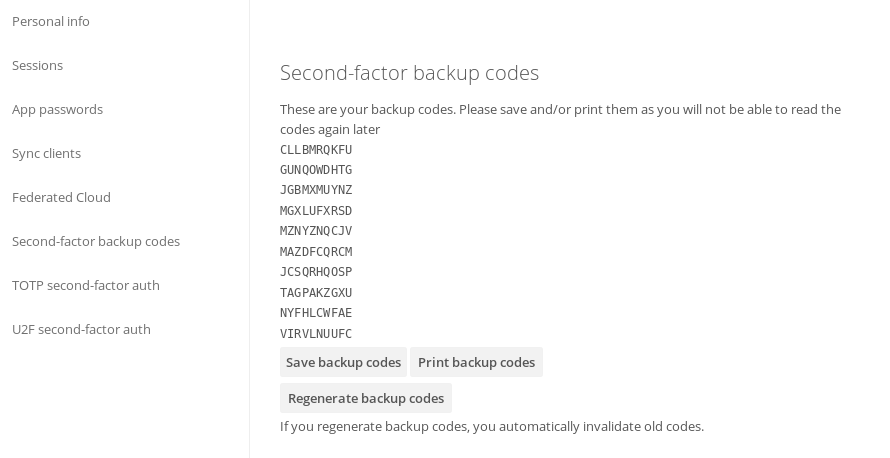 Personal info
Sessions
App passwords
Sync clients
Federated Cloud
Second-factor backup codes
TOTP second-factor auth
U2F second-factor auth
Second-factor backup codes
These are your backup codes. Please save and/or print them as you will not be able to read the
codes again later
CLLBMRQKFU
GUNQOWDHTG
JGBMXMUYNZ
MGXLUFXRSD
MZNYZNQCJV
MAZDFCQRCM
JCSQRHQOSP
TAGPAKZGXU
NYFHLCWFAE
VIRVLNUUFC
Save backup codes Print backup codes
Regenerate backup codes
If you regenerate backup codes, you automatically invalidate old codes.